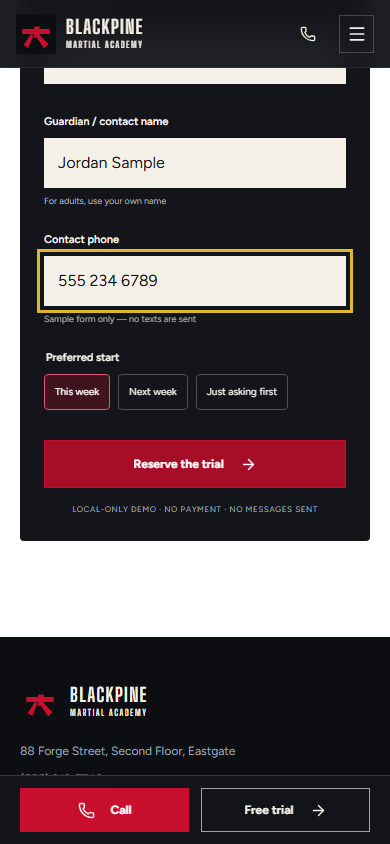 BLACKPINE
MARTIAL ACADEMY
Guardian / contact name
Jordan Sample
For adults, use your own name
Contact phone
555 234 6789
Sample form only — no texts are sent
Preferred start
This week
Next week
Just asking first
Reserve the trial
LOCAL-ONLY DEMO · NO PAYMENT · NO MESSAGES SENT
BLACKPINE
MARTIAL ACADEMY
88 Forge Street, Second Floor, Eastgate
Call
Free trial